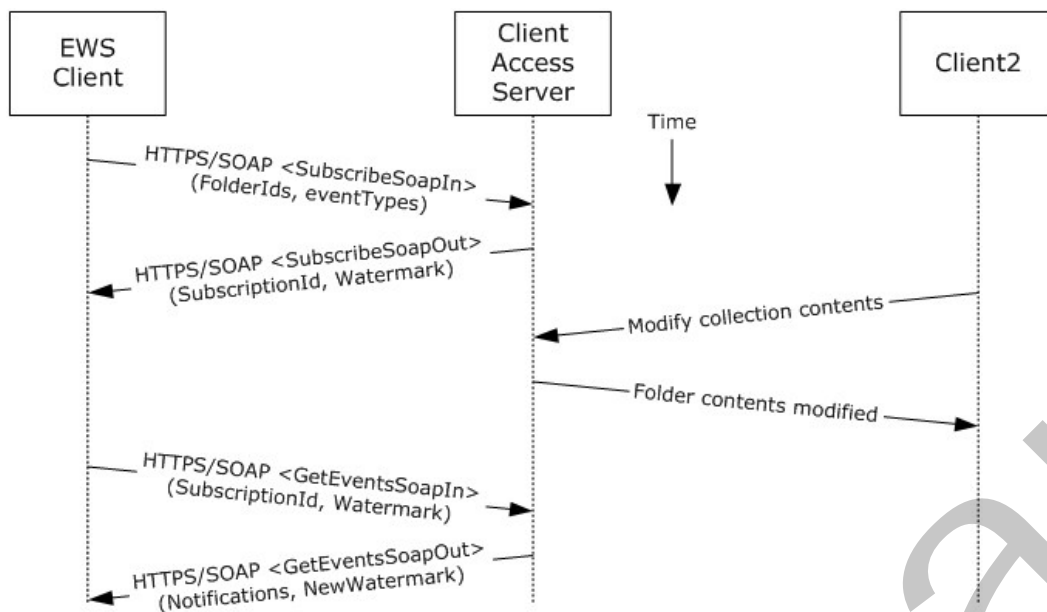 EWS
Client
Client
Access
Server
Client2
Time
HTTPS/SOAP <SubscribeSoapIn>
(FolderIds, eventTypes)
HTTPS/SOAP <SubscribeSoapOut>
(SubscriptionId, Watermark)
Modify collection contents
Folder contents modified
HTTPS/SOAP <GetEventsSoapIn>
(SubscriptionId, Watermark)
HTTPS/SOAP <GetEventsSoapOut>
(Notifications, NewWatermark)